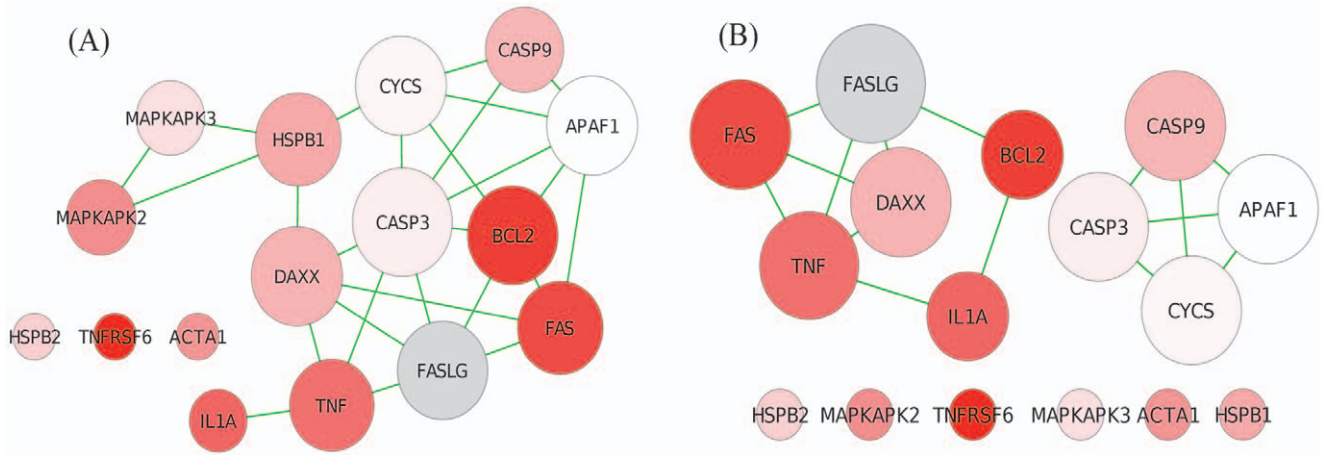 (A)
CASP9
CYCS
MAPKAPK3
HSPB1
APAF1
MAPKAPK2
CASP3
BCL2
DAXX
HSPB2 TNFRSF6 ACTA1
FAS
FASLG
IL1A
TNF
(B)
FASLG
FAS
BCL2
CASP9
DAXX
CASP3
APAF1
TNF
IL1A
CYCS
HSPB2 MAPKAPK2 TNFRSF6 MAPKAPK3 ACTA1 HSPB1